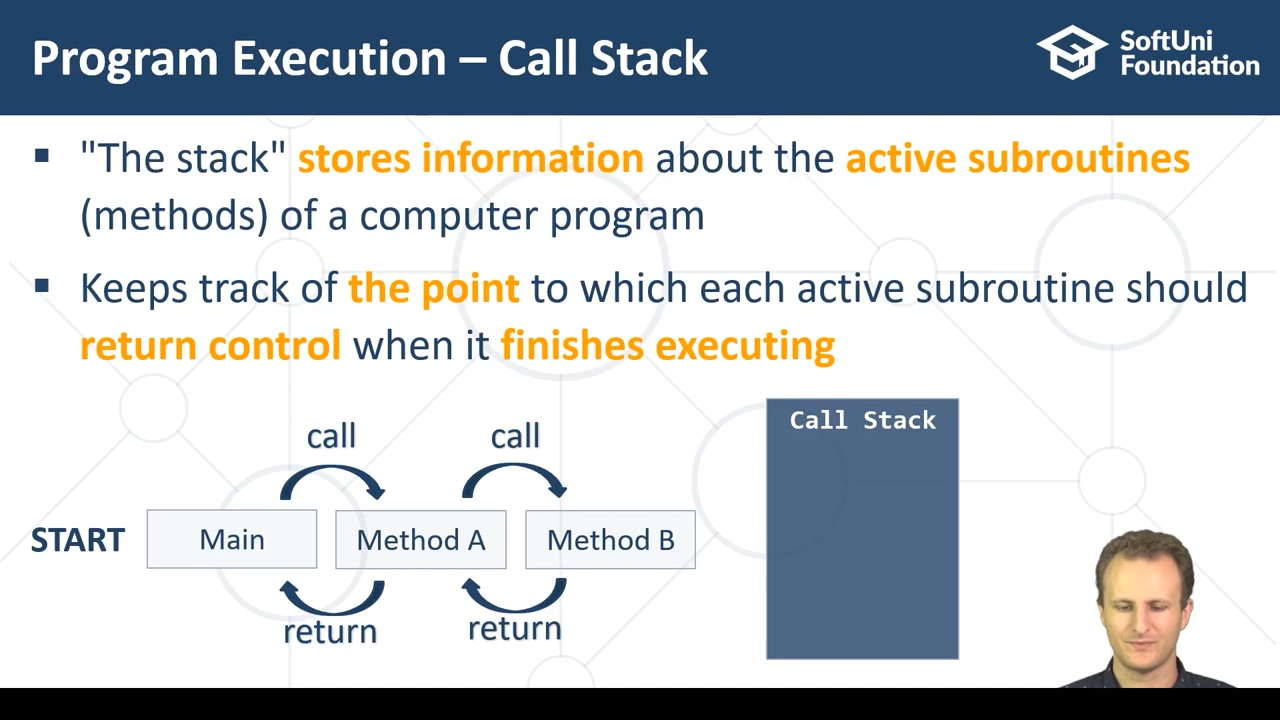 Program Execution – Call Stack
SoftUni
Foundation
▪ "The stack" stores information about the active subroutines
(methods) of a computer program
▪ Keeps track of the point to which each active subroutine should
return control when it finishes executing
Call Stack
call call
START Main Method A Method B
return return